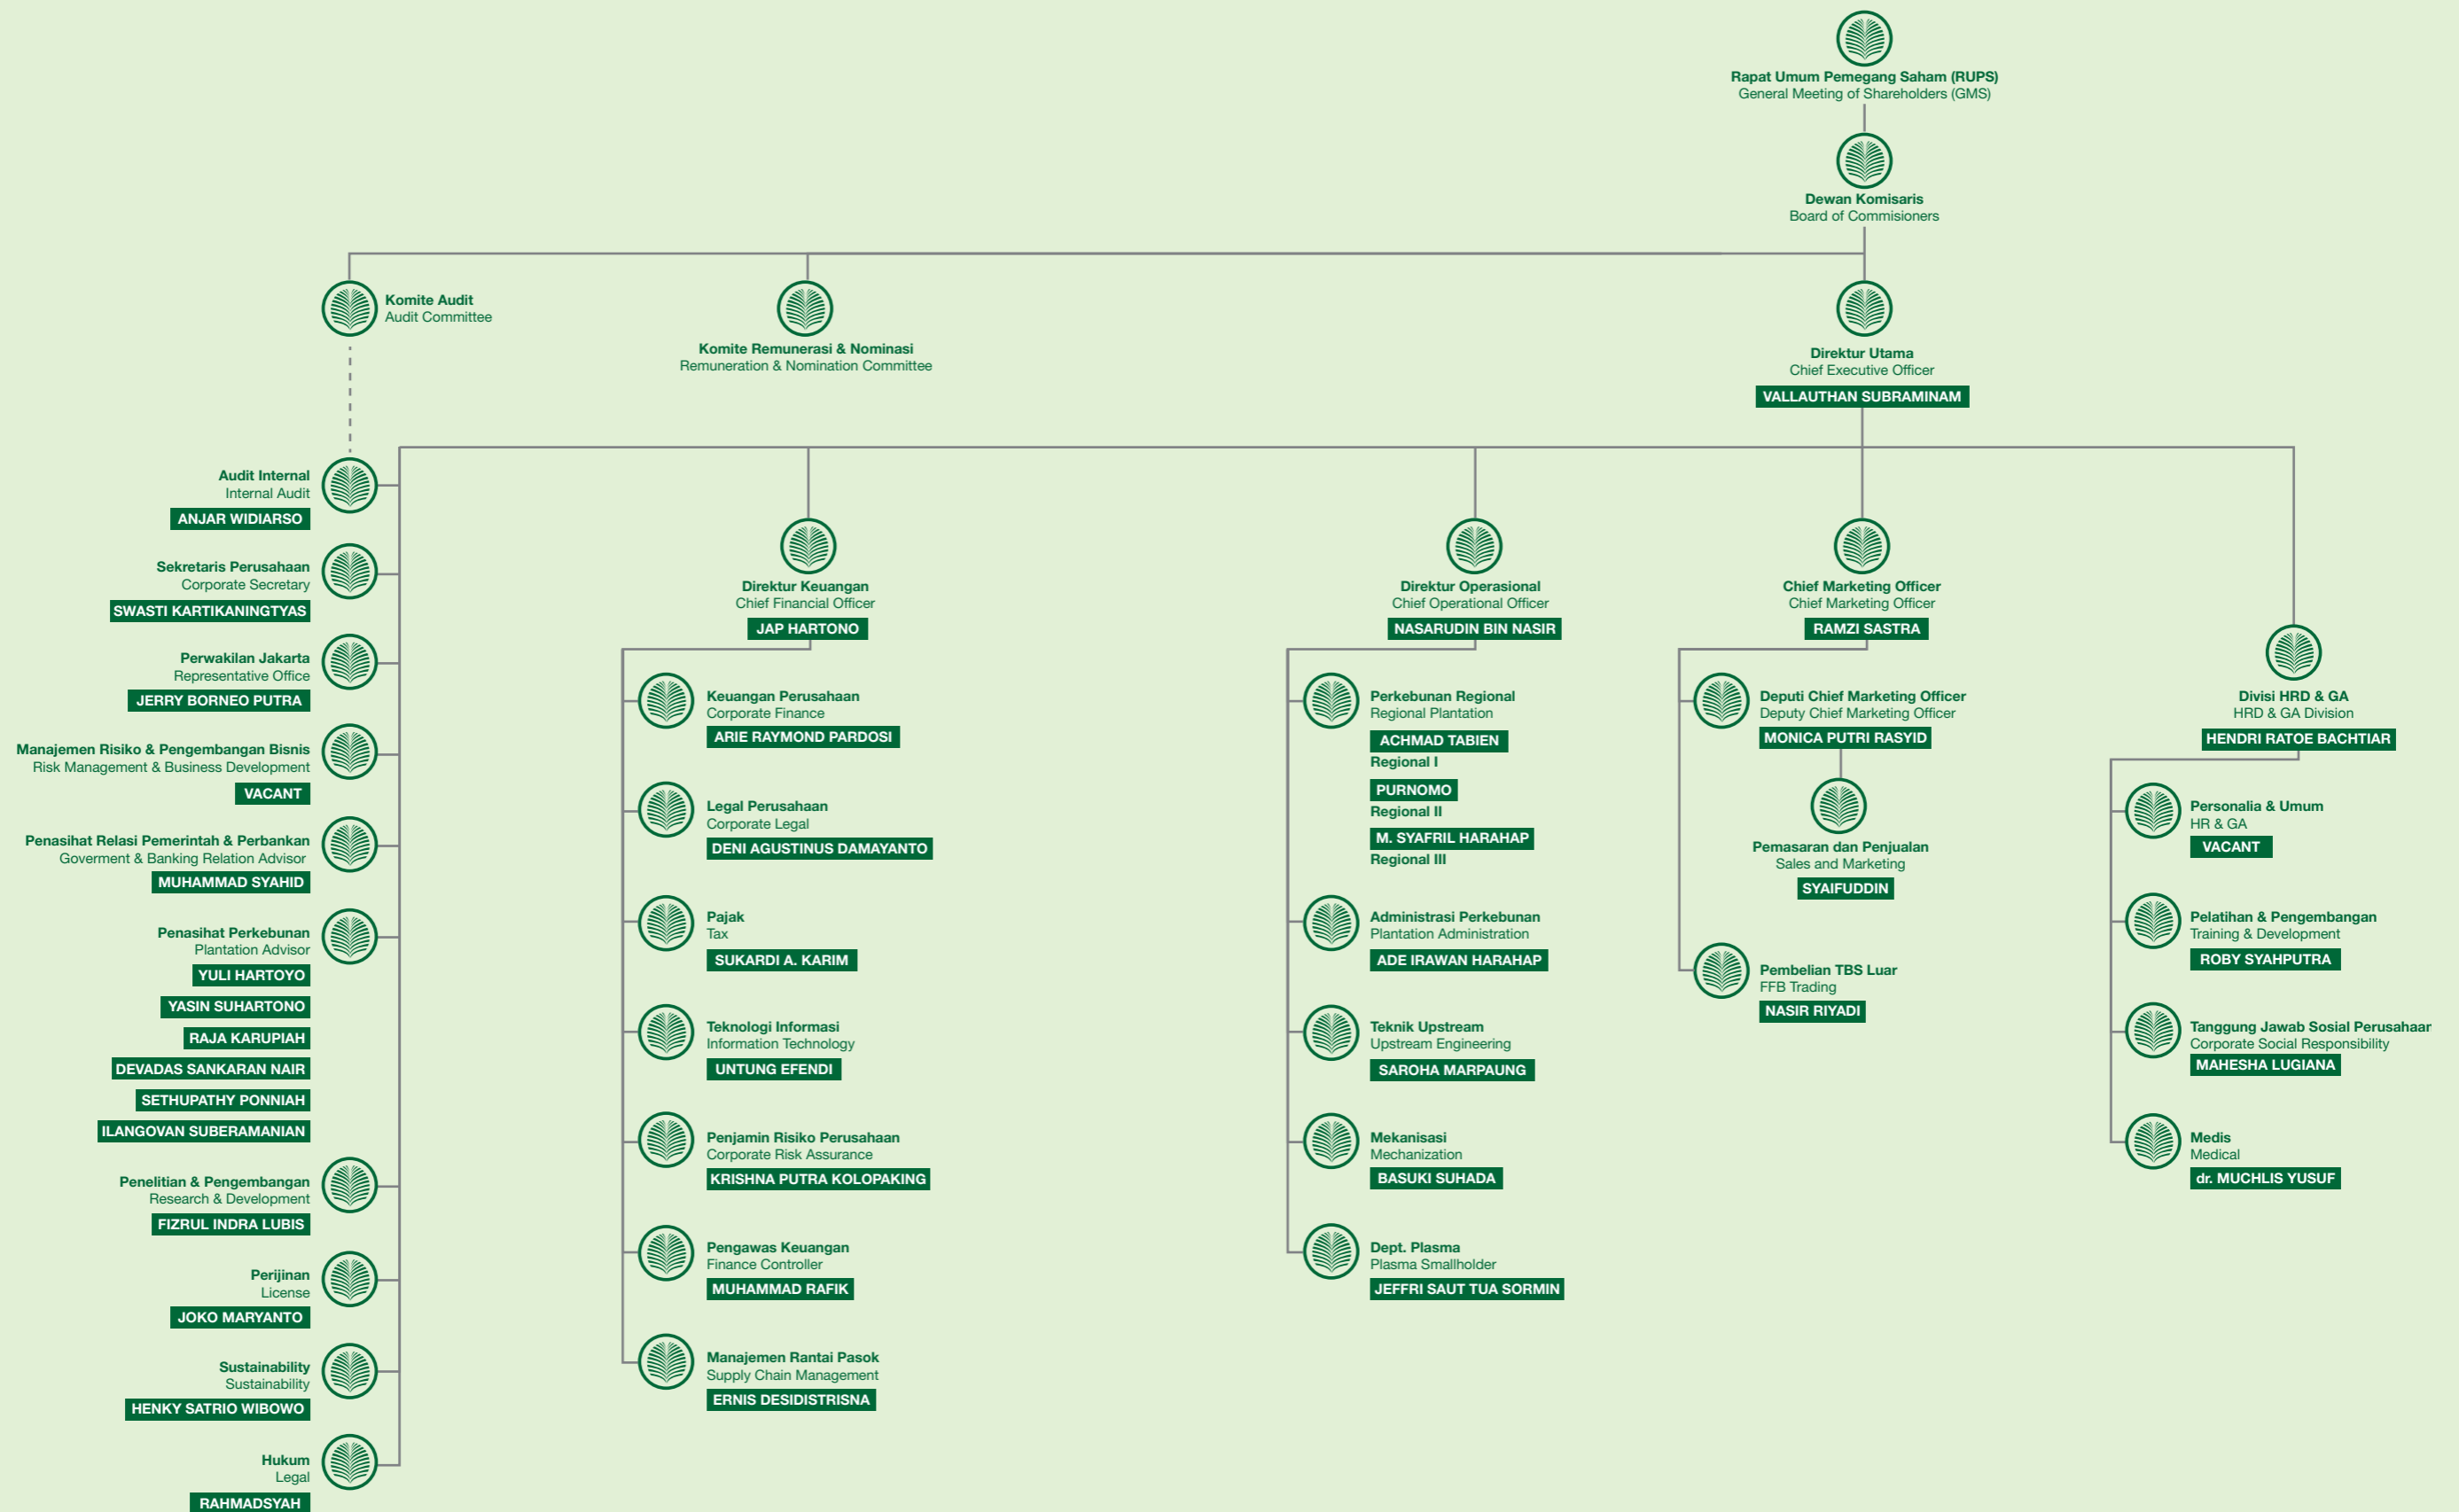 Rapat Umum Pemegang Saham (RUPS)
General Meeting of Shareholders (GMS)
Dewan Komisaris
Board of Commisioners
Komite Audit
Audit Committee
Komite Remunerasi & Nominasi
Remuneration & Nomination Committee
Direktur Utama
Chief Executive Officer
VALLAUTHAN SUBRAMINAM
Audit Internal
Internal Audit
ANJAR WIDIARSO
Sekretaris Perusahaan
Corporate Secretary
SWASTI KARTIKANINGTYAS
Perwakilan Jakarta
Representative Office
JERRY BORNEO PUTRA
Manajemen Risiko & Pengembangan Bisnis
Risk Management & Business Development
VACANT
Penasihat Relasi Pemerintah & Perbankan
Goverment & Banking Relation Advisor
MUHAMMAD SYAHID
Penasihat Perkebunan
Plantation Advisor
YULI HARTOYO
YASIN SUHARTONO
RAJA KARUPIAH
DEVADAS SANKARAN NAIR
SETHUPATHY PONNIAH
ILANGOVAN SUBERAMANIAN
Penelitian & Pengembangan
Research & Development
FIZRUL INDRA LUBIS
Perijinan
License
JOKO MARYANTO
Sustainability
Sustainability
HENKY SATRIO WIBOWO
Hukum
Legal
RAHMADSYAH
Direktur Keuangan
Chief Financial Officer
JAP HARTONO
Keuangan Perusahaan
Corporate Finance
ARIE RAYMOND PARDOSI
Legal Perusahaan
Corporate Legal
DENI AGUSTINUS DAMAYANTO
Pajak
Tax
SUKARDI A. KARIM
Teknologi Informasi
Information Technology
UNTUNG EFENDI
Penjamin Risiko Perusahaan
Corporate Risk Assurance
KRISHNA PUTRA KOLOPAKING
Pengawas Keuangan
Finance Controller
MUHAMMAD RAFIK
Manajemen Rantai Pasok
Supply Chain Management
ERNIS DESIDISTRISNA
Direktur Operasional
Chief Operational Officer
NASARUDIN BIN NASIR
Perkebunan Regional
Regional Plantation
ACHMAD TABIEN
Regional I
PURNOMO
Regional II
M. SYAFRIL HARAHAP
Regional III
Administrasi Perkebunan
Plantation Administration
ADE IRAWAN HARAHAP
Teknik Upstream
Upstream Engineering
SAROHA MARPAUNG
Mekanisasi
Mechanization
BASUKI SUHADA
Dept. Plasma
Plasma Smallholder
JEFFRI SAUT TUA SORMIN
Chief Marketing Officer
Chief Marketing Officer
RAMZI SASTRA
Deputi Chief Marketing Officer
Deputy Chief Marketing Officer
MONICA PUTRI RASYID
Pemasaran dan Penjualan
Sales and Marketing
SYAIFUDDIN
Pembelian TBS Luar
FFB Trading
NASIR RIYADI
Divisi HRD & GA
HRD & GA Division
HENDRI RATOE BACHTIAR
Personalia & Umum
HR & GA
VACANT
Pelatihan & Pengembangan
Training & Development
ROBY SYAHPUTRA
Tanggung Jawab Sosial Perusahaan
Corporate Social Responsibility
MAHESHA LUGIANA
Medis
Medical
dr. MUCHLIS YUSUF